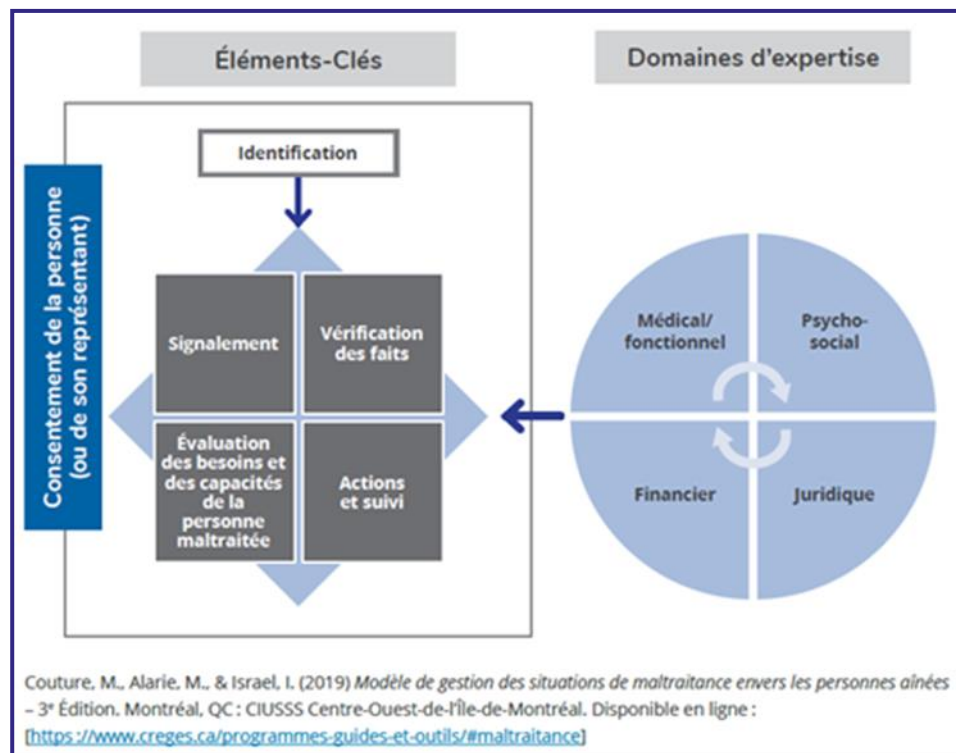 Éléments-Clés
Domaines d'expertise
Consentement de la personne
(ou de son représentant)
Identification
Signalement
Vérification
des faits
Évaluation
des besoins et
des capacités
de la
personne
maltraitée
Actions
et suivi
Médical/
fonctionnel
Psycho-
social
Financier
Juridique
Couture, M., Alarie, M., & Israel, I. (2019) Modèle de gestion des situations de maltraitance envers les personnes aînées
– 3e Édition. Montréal, QC : CIUSSS Centre-Ouest-de-l'Île-de-Montréal. Disponible en ligne :
[https://www.creges.ca/programmes-guides-et-outils/#maltraitance]